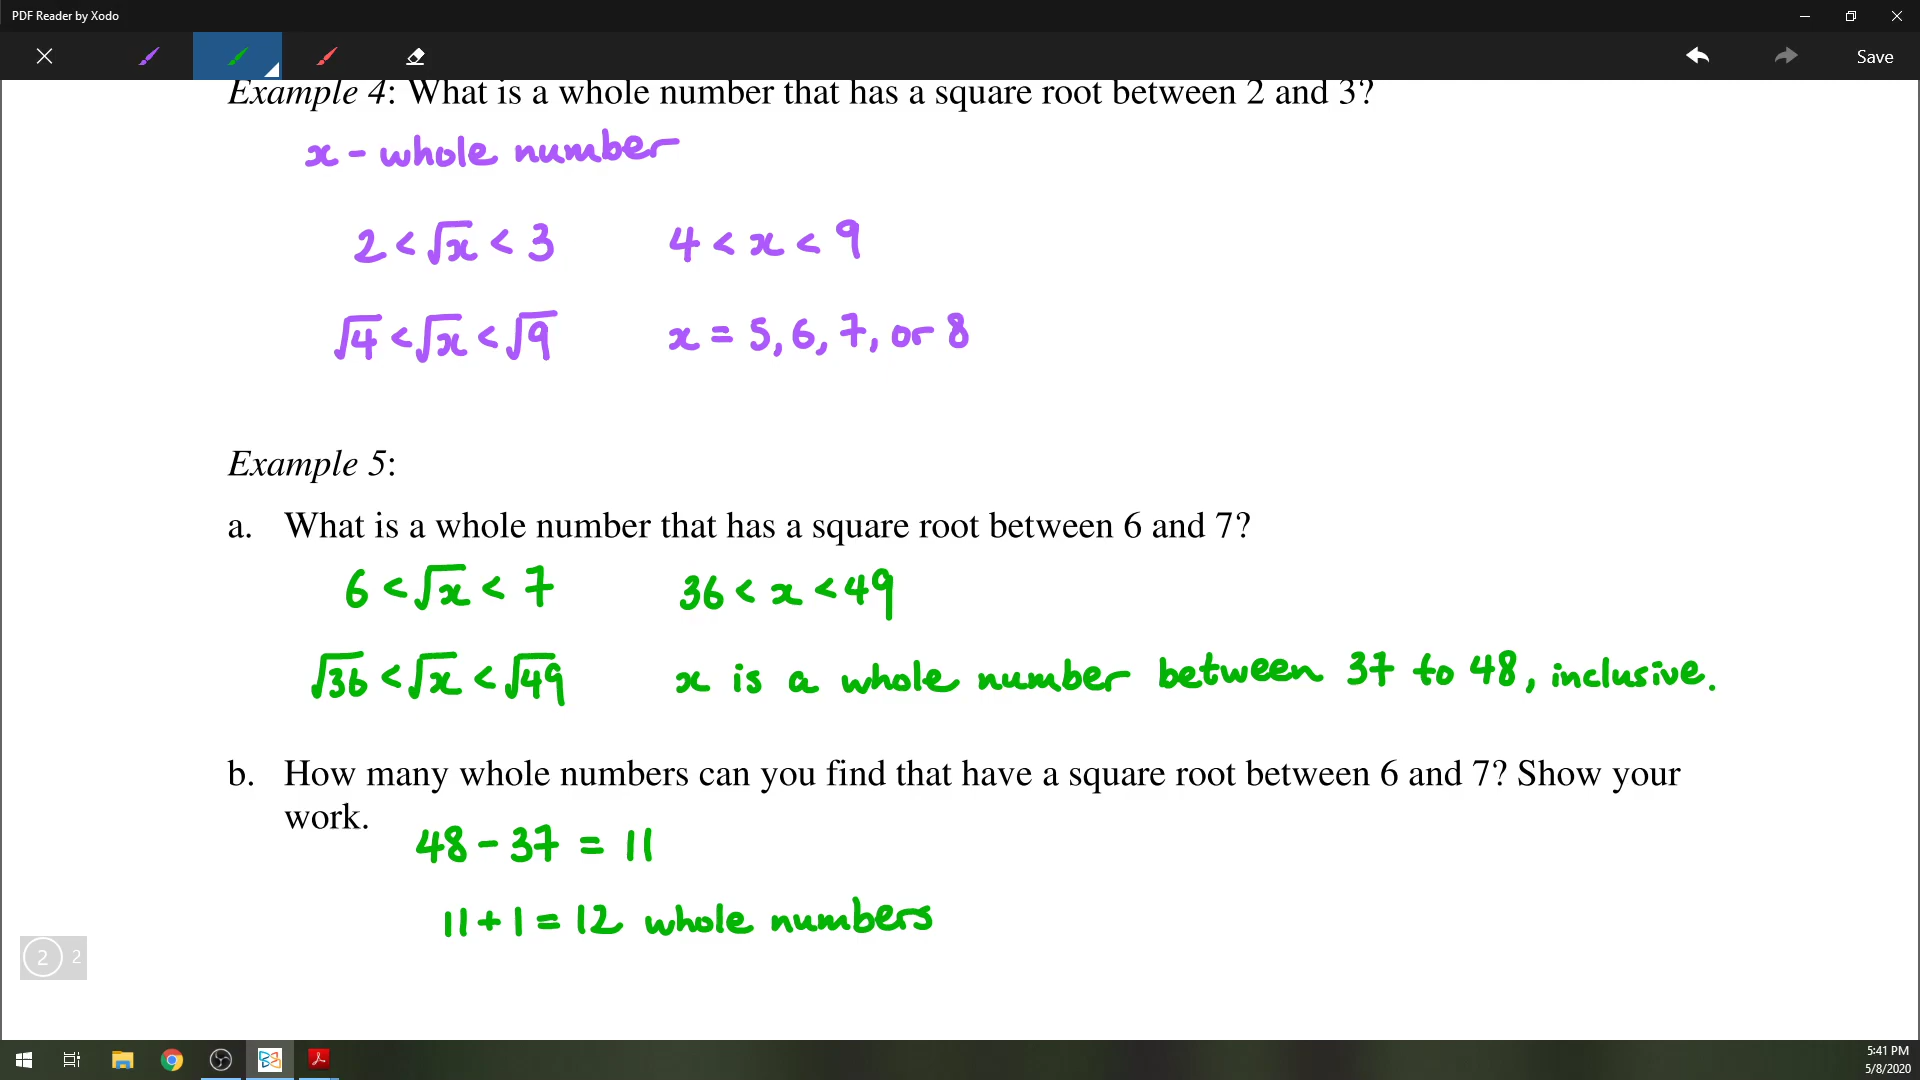 PDF Reader by Xodo
Save
Example 4: What is a whole number that has a square root between 2 and 3?
x - whole number
2 < √x < 3 4 < x < 9
√4 < √x < √9 x = 5, 6, 7, or 8
Example 5:
a. What is a whole number that has a square root between 6 and 7?
6 < √x < 7 36 < x < 49
√36 < √x < √49 x is a whole number between 37 to 48, inclusive.
b. How many whole numbers can you find that have a square root between 6 and 7? Show your
work.
48 - 37 = 11
11 + 1 = 12 whole numbers
2 2
5:41 PM
5/8/2020